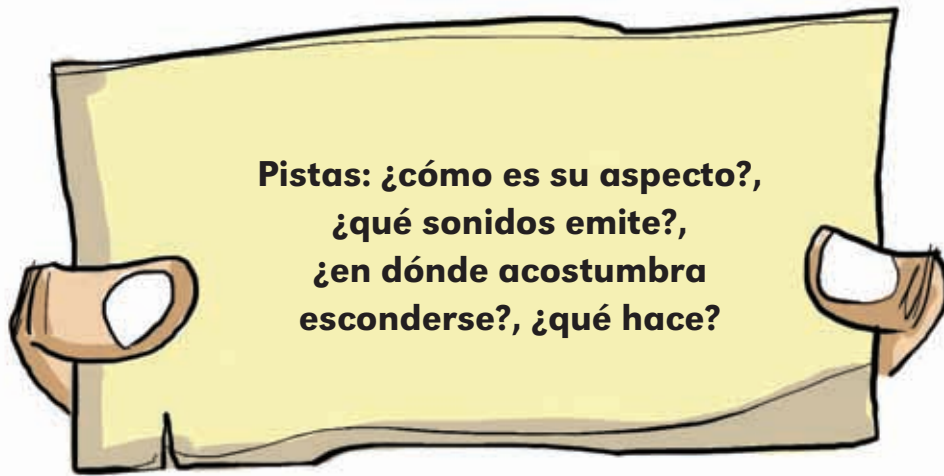 Pistas: ¿cómo es su aspecto?,
¿qué sonidos emite?,
¿en dónde acostumbra
esconderse?, ¿qué hace?